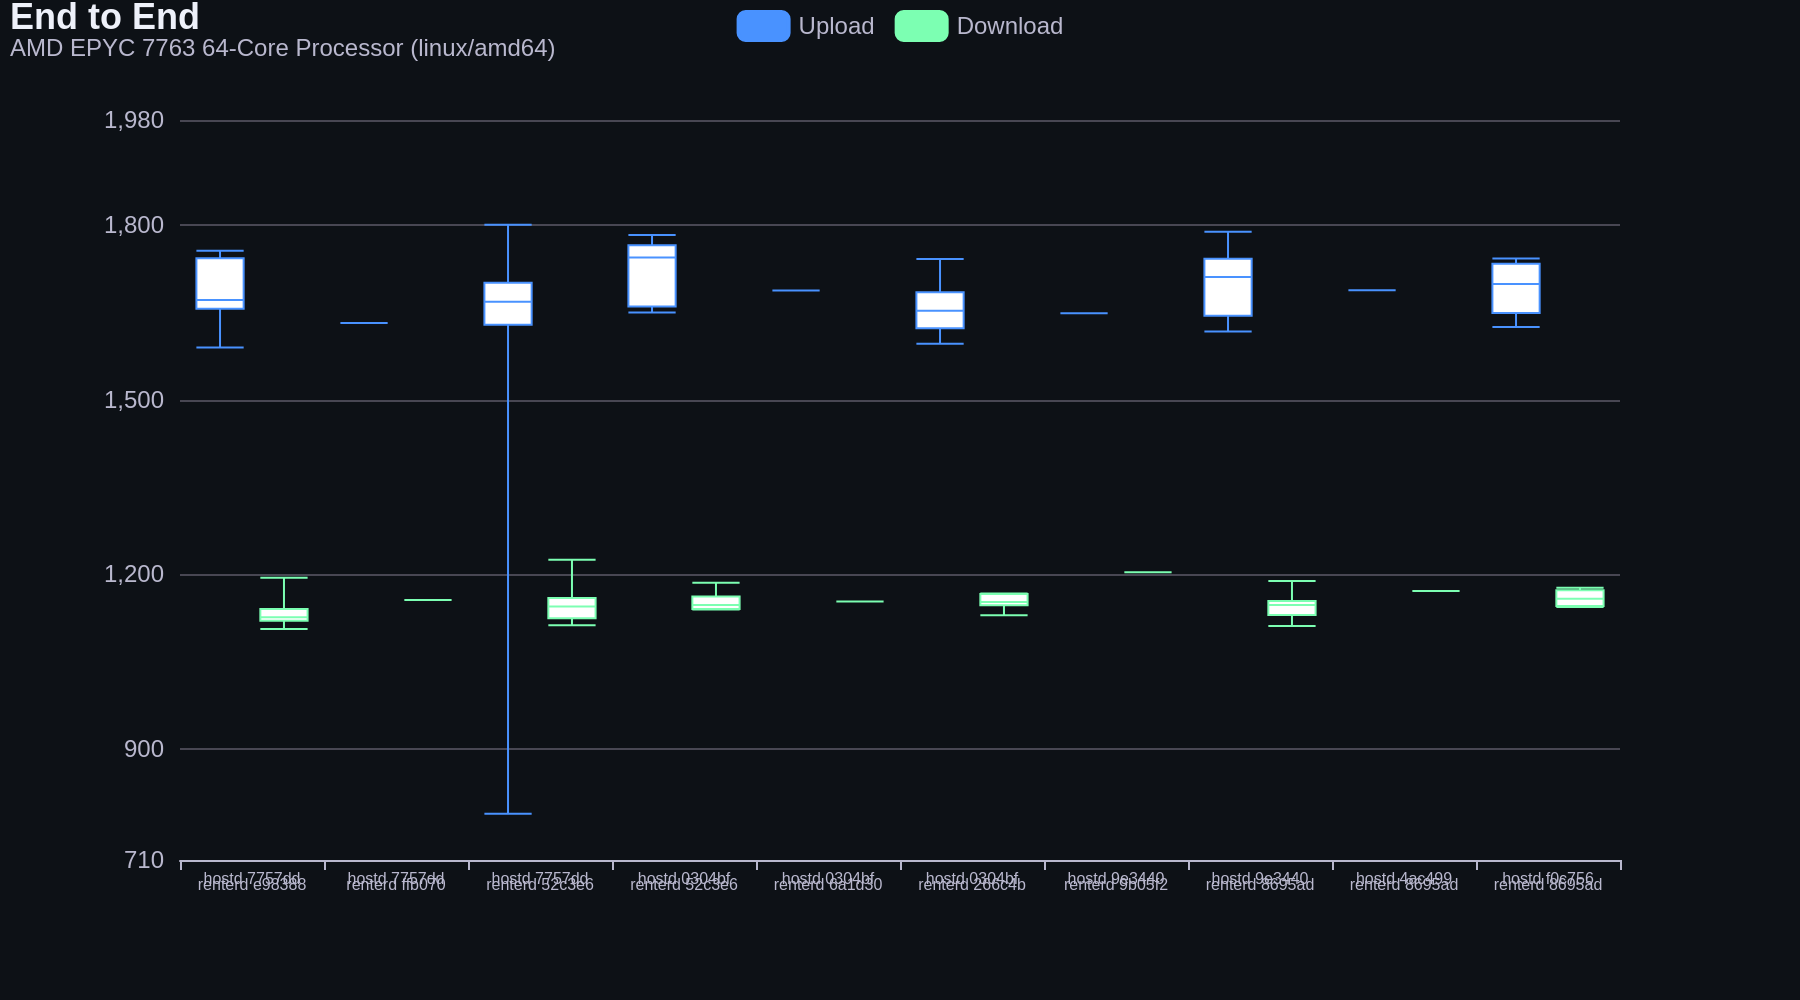 End to End
AMD EPYC 7763 64-Core Processor (linux/amd64)
Upload
Download
1,980
1,800
1,500
1,200
900
710
hostd 7757dd
renterd e98368
hostd 7757dd
renterd
hostd 7757dd
renterd 52c3e6
hostd 0304bf
renterd 52c3e6
hostd 0304bf
renterd 6a1d30
hostd 0304bf
renterd 266c4b
hostd 9e3440
renterd 9b05f2
hostd 9e3440
renterd 8695ad
hostd 4ac499
renterd 8695ad
hostd f0c756
renterd 8695ad